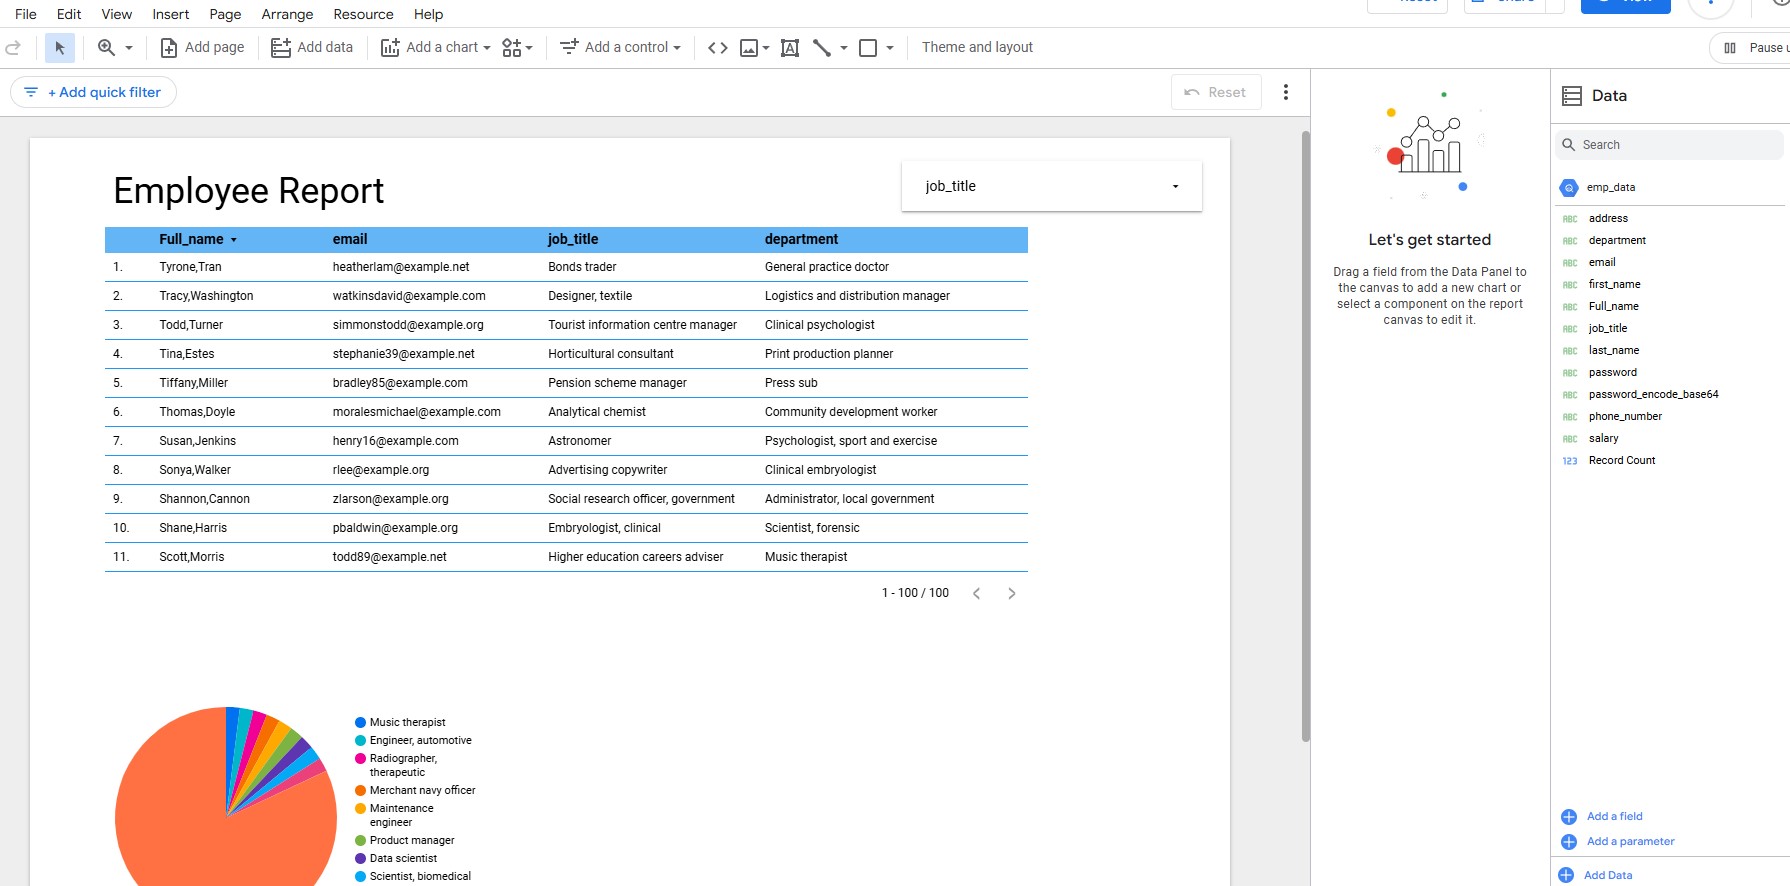 File Edit View Insert Page Arrange Resource Help
Add page Add data Add a chart Add a control Theme and layout Pause
+ Add quick filter Reset
Data
Search
emp_data
address
department
email
first_name
Full_name
job_title
last_name
password
password_encode_base64
phone_number
salary
Record Count
Add a field
Add a parameter
Add Data
Let's get started
Drag a field from the Data Panel to
the canvas to add a new chart or
select a component on the report
canvas to edit it.
Employee Report
job_title
Full_name email job_title department
1. Tyrone,Tran heatherlam@example.net Bonds trader General practice doctor
2. Tracy,Washington watkinsdavid@example.com Designer, textile Logistics and distribution manager
3. Todd,Turner simmonstodd@example.org Tourist information centre manager Clinical psychologist
4. Tina,Estes stephanie39@example.net Horticultural consultant Print production planner
5. Tiffany,Miller bradley85@example.com Pension scheme manager Press sub
6. Thomas,Doyle moralesmichael@example.com Analytical chemist Community development worker
7. Susan,Jenkins henry16@example.com Astronomer Psychologist, sport and exercise
8. Sonya,Walker rlee@example.org Advertising copywriter Clinical embryologist
9. Shannon,Cannon zlarson@example.org Social research officer, government Administrator, local government
10. Shane,Harris pbaldwin@example.org Embryologist, clinical Scientist, forensic
11. Scott,Morris todd89@example.net Higher education careers adviser Music therapist
1 - 100 / 100
Music therapist
Engineer, automotive
Radiographer,
therapeutic
Merchant navy officer
Maintenance
engineer
Product manager
Data scientist
Scientist, biomedical